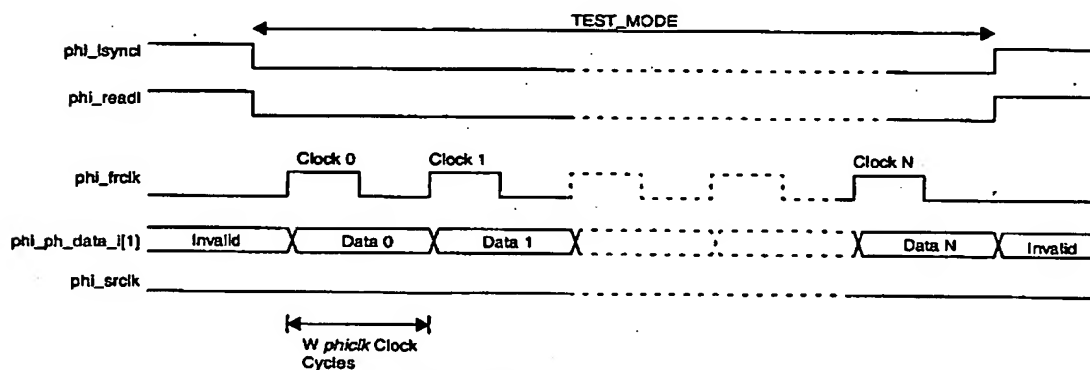 TEST_MODE
phi_lsyncl
phi_readl
Clock 0 Clock 1 Clock N
phi_frclk
phi_ph_data_i[1] Invalid Data 0 Data 1 Data N Invalid
phi_srclk
W phiclk Clock
Cycles